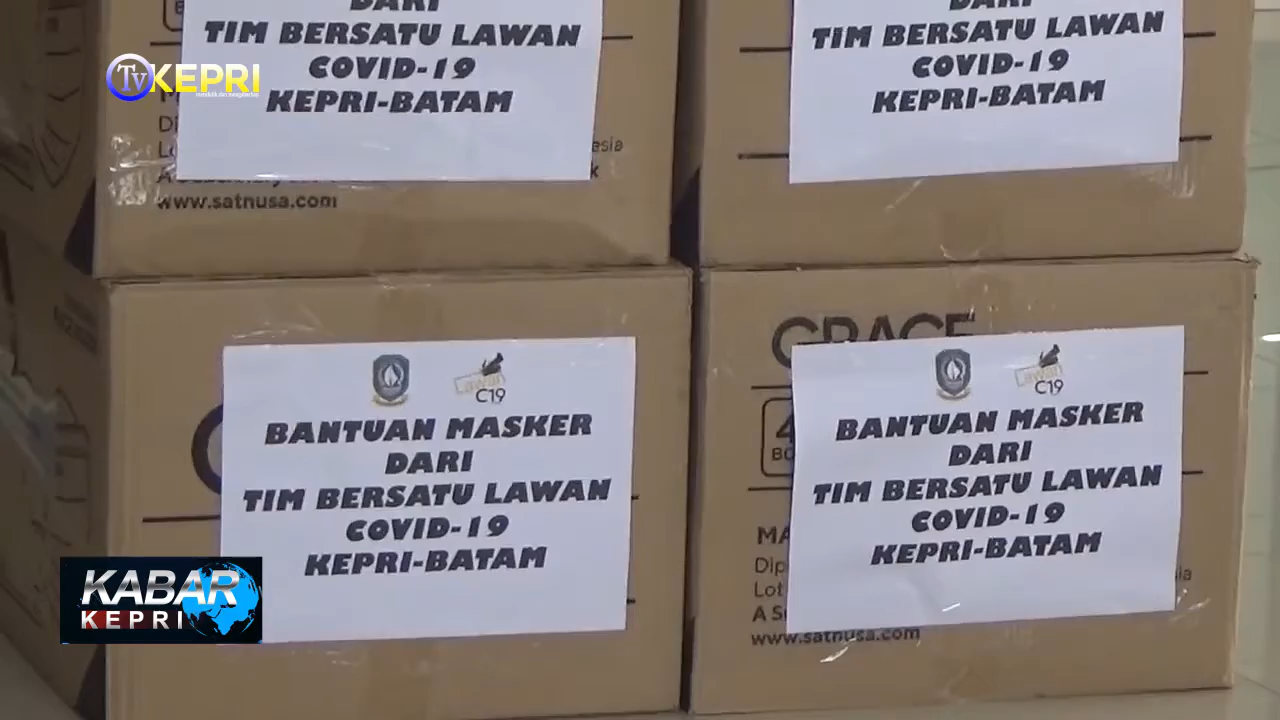 DARI
TIM BERSATU LAWAN
COVID-19
KEPRI-BATAM
www.satnusa.com
DARI
TIM BERSATU LAWAN
COVID-19
KEPRI-BATAM
Tv KEPRI
Lawan
C19
BANTUAN MASKER
DARI
TIM BERSATU LAWAN
COVID-19
KEPRI-BATAM
GRACE
Lawan
C19
BANTUAN MASKER
DARI
TIM BERSATU LAWAN
COVID-19
KEPRI-BATAM
www.satnusa.com
KABAR
KEPRI